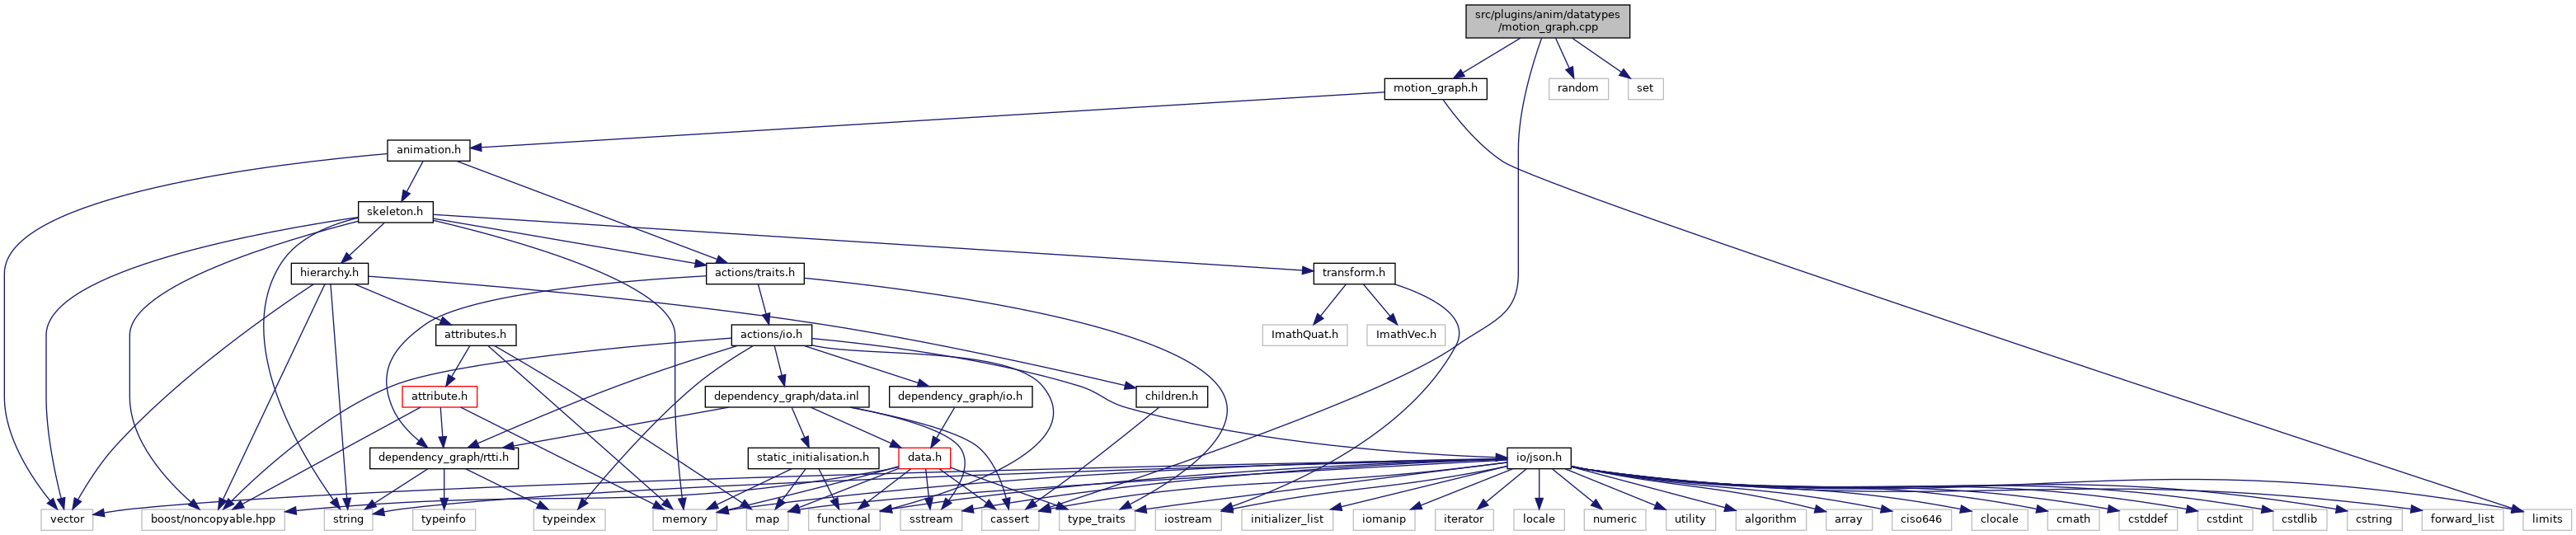 src/plugins/anim/datatypes
/motion_graph.cpp
motion_graph.h
random
set
animation.h
skeleton.h
hierarchy.h
actions/traits.h
transform.h
attributes.h
actions/io.h
ImathQuat.h
ImathVec.h
attribute.h
dependency_graph/data.inl
dependency_graph/io.h
children.h
dependency_graph/rtti.h
static_initialisation.h
data.h
io/json.h
vector
boost/noncopyable.hpp
string
typeinfo
typeindex
memory
map
functional
sstream
cassert
type_traits
iostream
initializer_list
iomanip
iterator
locale
numeric
utility
algorithm
array
ciso646
clocale
cmath
cstddef
cstdint
cstdlib
cstring
forward_list
limits